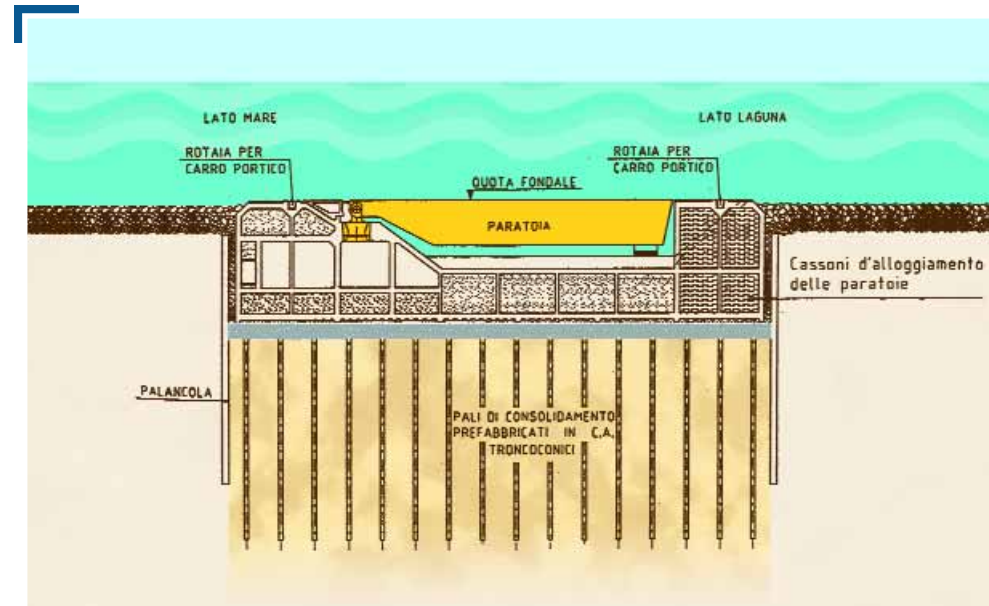 LATO MARE
LATO LAGUNA
ROTAIA PER
CARRO PORTICO
ROTAIA PER
CARRO PORTICO
QUOTA FONDALE
PARATOIA
Cassoni d'alloggiamento
delle paratoie
PALANCOLA
PALI DI CONSOLIDAMENTO
PREFABBRICATI IN C.A.
TRONCOCONICI